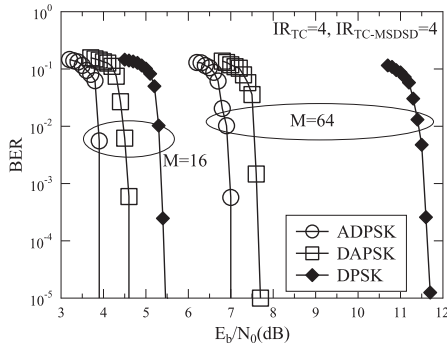 IR_TC=4, IR_TC-MSDSD=4
10^0
10^-1
10^-2
10^-3
10^-4
10^-5
BER
M=16
M=64
ADPSK
DAPSK
DPSK
3 4 5 6 7 8 9 10 11 12
E_b/N_0(dB)